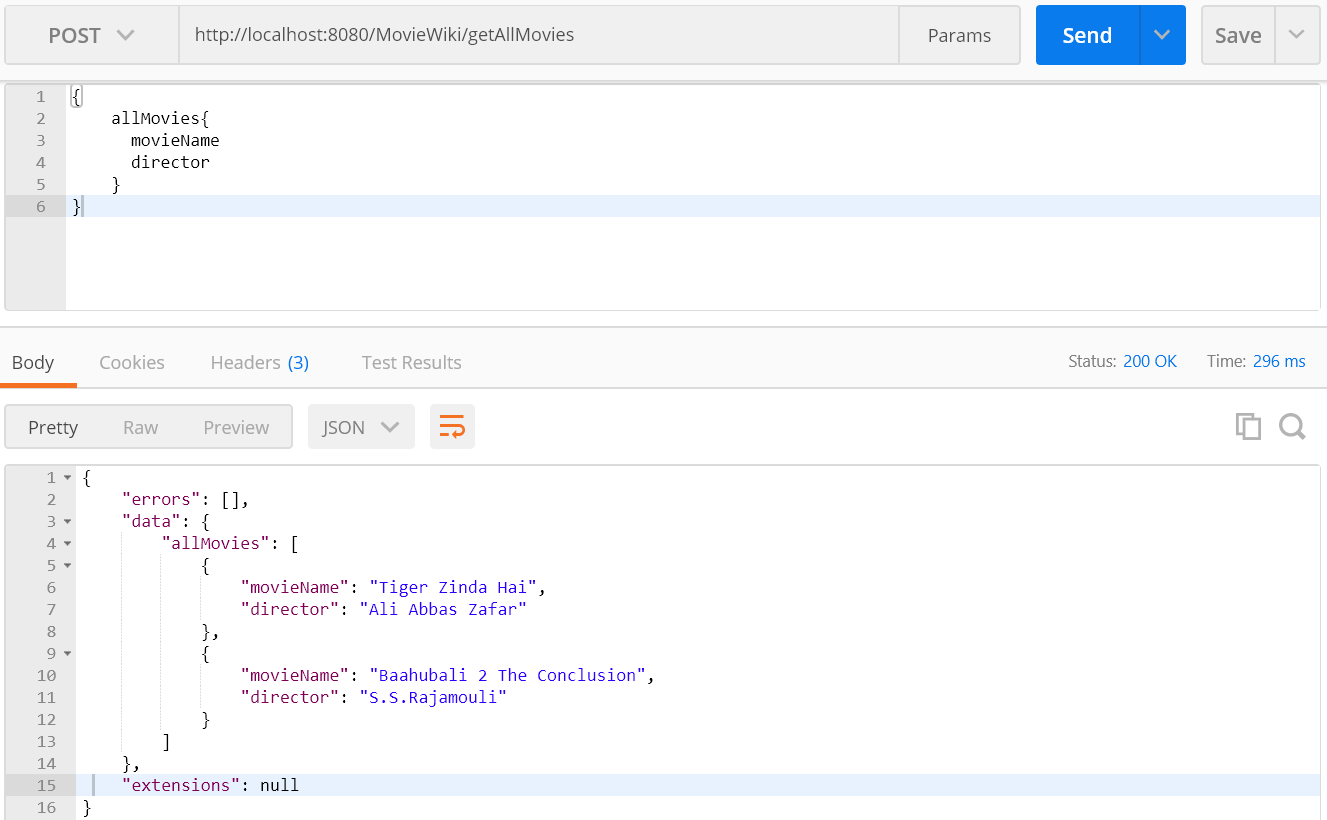 POST http://localhost:8080/MovieWiki/getAllMovies Params Send Save
1 {
2 allMovies{
3 movieName
4 director
5 }
6 }
Body Cookies Headers (3) Test Results Status: 200 OK Time: 296 ms
Pretty Raw Preview JSON
1 {
2 "errors": [],
3 "data": {
4 "allMovies": [
5 {
6 "movieName": "Tiger Zinda Hai",
7 "director": "Ali Abbas Zafar"
8 },
9 {
10 "movieName": "Baahubali 2 The Conclusion",
11 "director": "S.S.Rajamouli"
12 }
13 ]
14 },
15 "extensions": null
16 }